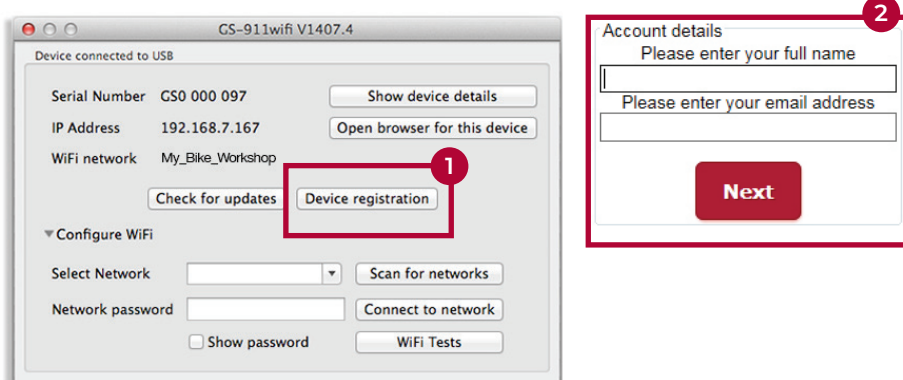 GS-911wifi V1407.4
Device connected to USB
Serial Number GS0 000 097 Show device details
IP Address 192.168.7.167 Open browser for this device
WiFi network My_Bike_Workshop
1
Check for updates Device registration
Configure WiFi
Select Network Scan for networks
Network password Connect to network
Show password WiFi Tests
2
Account details
Please enter your full name
Please enter your email address
Next